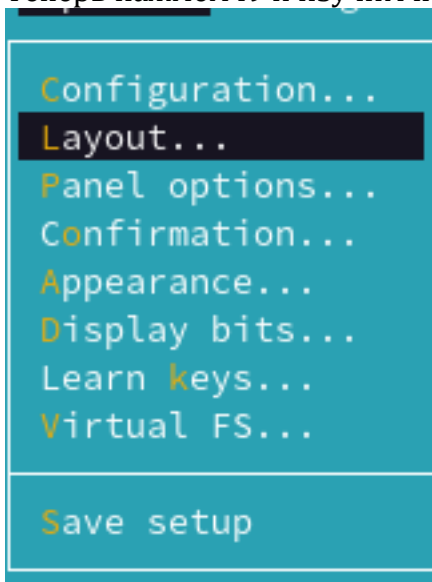 Configuration...
Layout...
Panel options...
Confirmation...
Appearance...
Display bits...
Learn keys...
Virtual FS...
Save setup